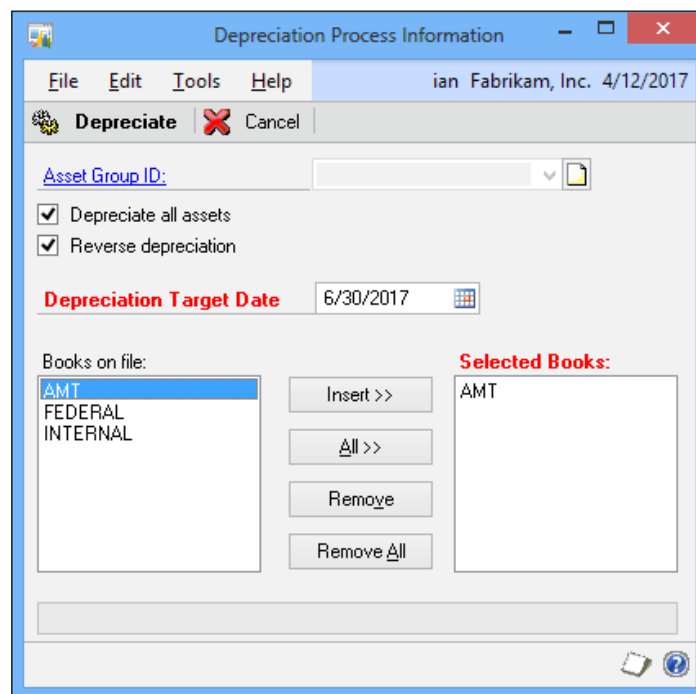 Depreciation Process Information
File Edit Tools Help ian Fabrikam, Inc. 4/12/2017
Depreciate Cancel
Asset Group ID:
Depreciate all assets
Reverse depreciation
Depreciation Target Date 6/30/2017
Books on file:
AMT
FEDERAL
INTERNAL
Insert >>
All >>
Remove
Remove All
Selected Books:
AMT